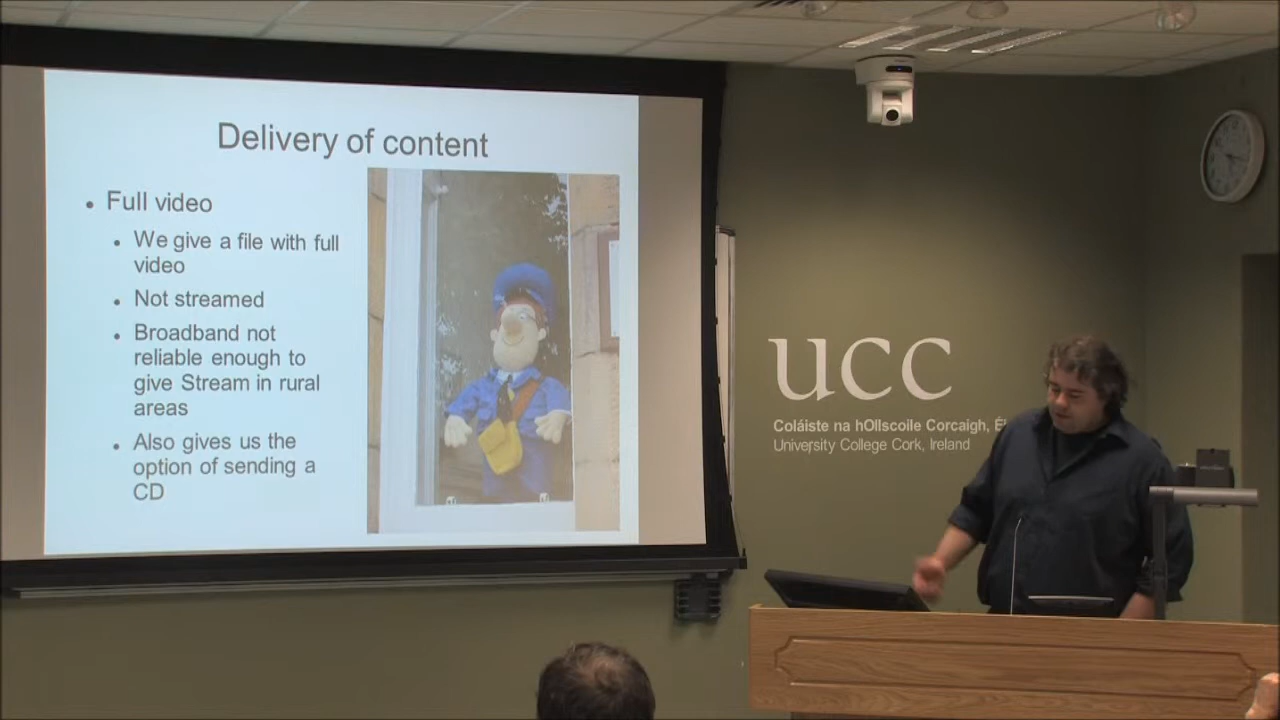 Delivery of content
• Full video
• We give a file with full
video
• Not streamed
• Broadband not
reliable enough to
give Stream in rural
areas
• Also gives us the
option of sending a
CD
UCC
Coláiste na hOllscoile Corcaigh,
University College Cork, Ireland